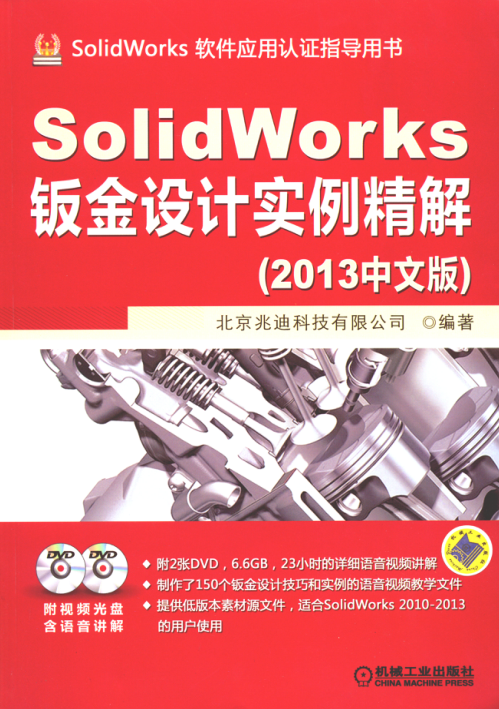 SolidWorks 软件应用认证指导用书
SolidWorks
钣金设计实例精解
(2013中文版)
北京兆迪科技有限公司 ◎编著
DVD DVD
附视频光盘
含语音讲解
◆ 附2张DVD，6.6GB，23小时的详细语音视频讲解
◆ 制作了150个钣金设计技巧和实例的语音视频教学文件
◆ 提供低版本素材源文件，适合SolidWorks 2010-2013
的用户使用
机械工业出版社
CHINA MACHINE PRESS